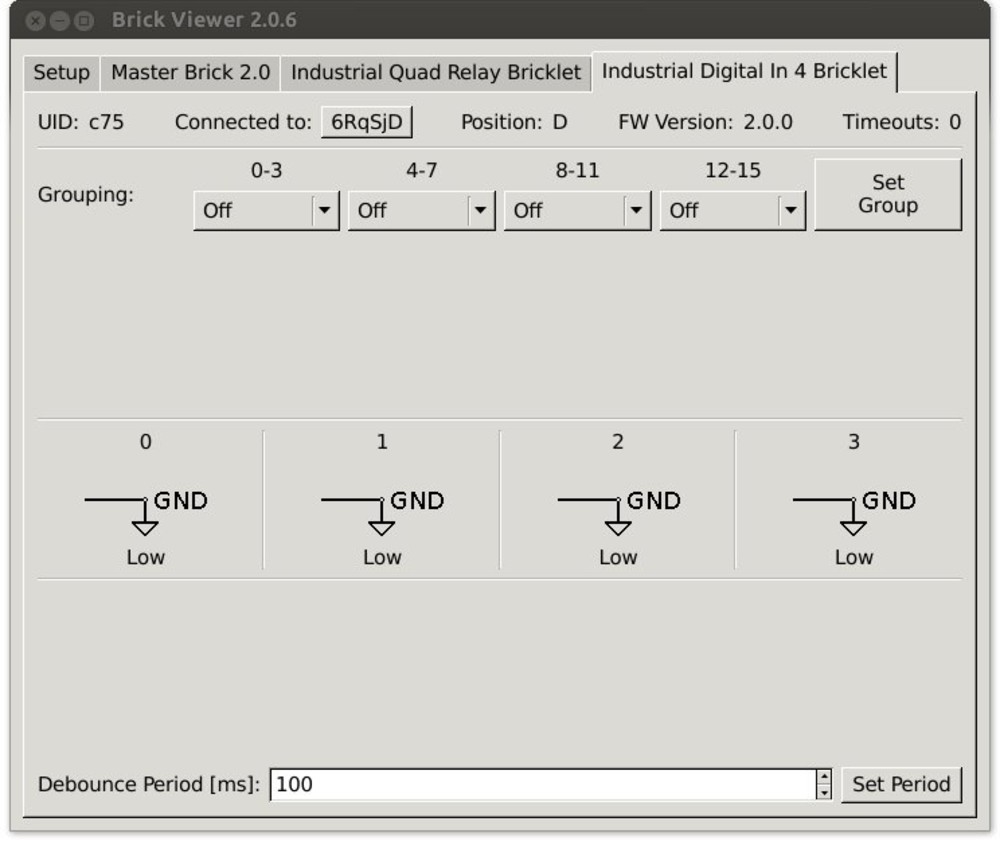 Brick Viewer 2.0.6
Setup Master Brick 2.0 Industrial Quad Relay Bricklet Industrial Digital In 4 Bricklet
UID: c75 Connected to: 6RqSjD Position: D FW Version: 2.0.0 Timeouts: 0
Grouping:
0-3 4-7 8-11 12-15
Off Off Off Off
Set
Group
0 1 2 3
GND GND GND GND
Low Low Low Low
Debounce Period [ms]: 100 Set Period